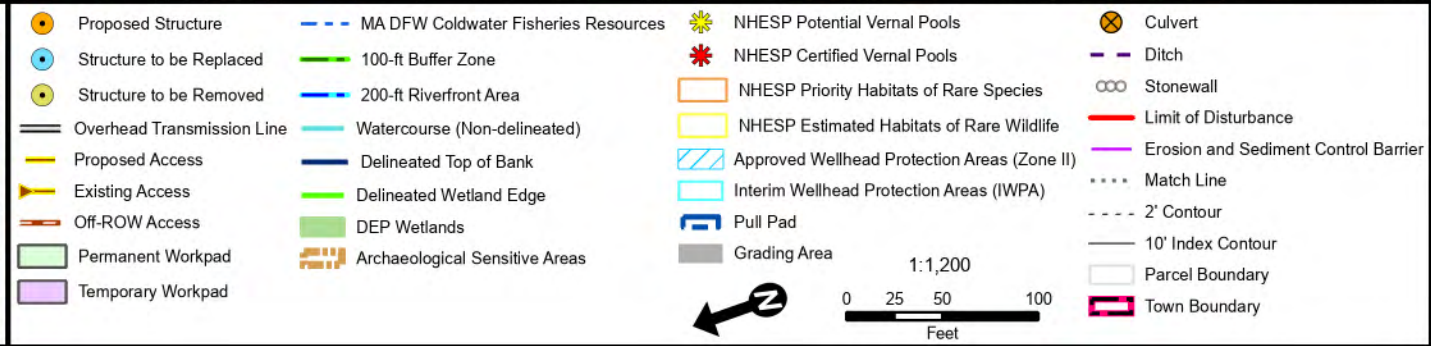 Proposed Structure
Structure to be Replaced
Structure to be Removed
Overhead Transmission Line
Proposed Access
Existing Access
Off-ROW Access
Permanent Workpad
Temporary Workpad
MA DFW Coldwater Fisheries Resources
100-ft Buffer Zone
200-ft Riverfront Area
Watercourse (Non-delineated)
Delineated Top of Bank
Delineated Wetland Edge
DEP Wetlands
Archaeological Sensitive Areas
NHESP Potential Vernal Pools
NHESP Certified Vernal Pools
NHESP Priority Habitats of Rare Species
NHESP Estimated Habitats of Rare Wildlife
Approved Wellhead Protection Areas (Zone II)
Interim Wellhead Protection Areas (IWPA)
Pull Pad
Grading Area
1:1,200
N
0 25 50 100
Feet
Culvert
Ditch
Stonewall
Limit of Disturbance
Erosion and Sediment Control Barrier
Match Line
2' Contour
10' Index Contour
Parcel Boundary
Town Boundary